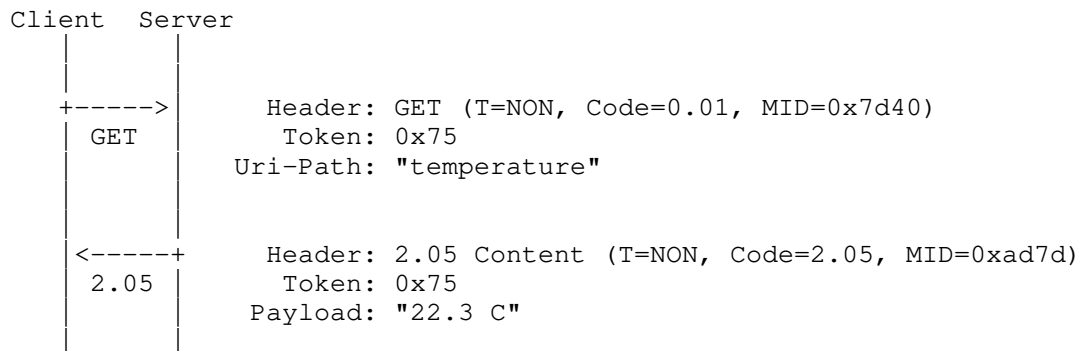 Client  Server
   |      |
   |      |
   +----->|     Header: GET (T=NON, Code=0.01, MID=0x7d40)
   | GET  |      Token: 0x75
   |      |   Uri-Path: "temperature"
   |      |
   |      |
   |<-----+     Header: 2.05 Content (T=NON, Code=2.05, MID=0xad7d)
   | 2.05 |      Token: 0x75
   |      |    Payload: "22.3 C"
   |      |